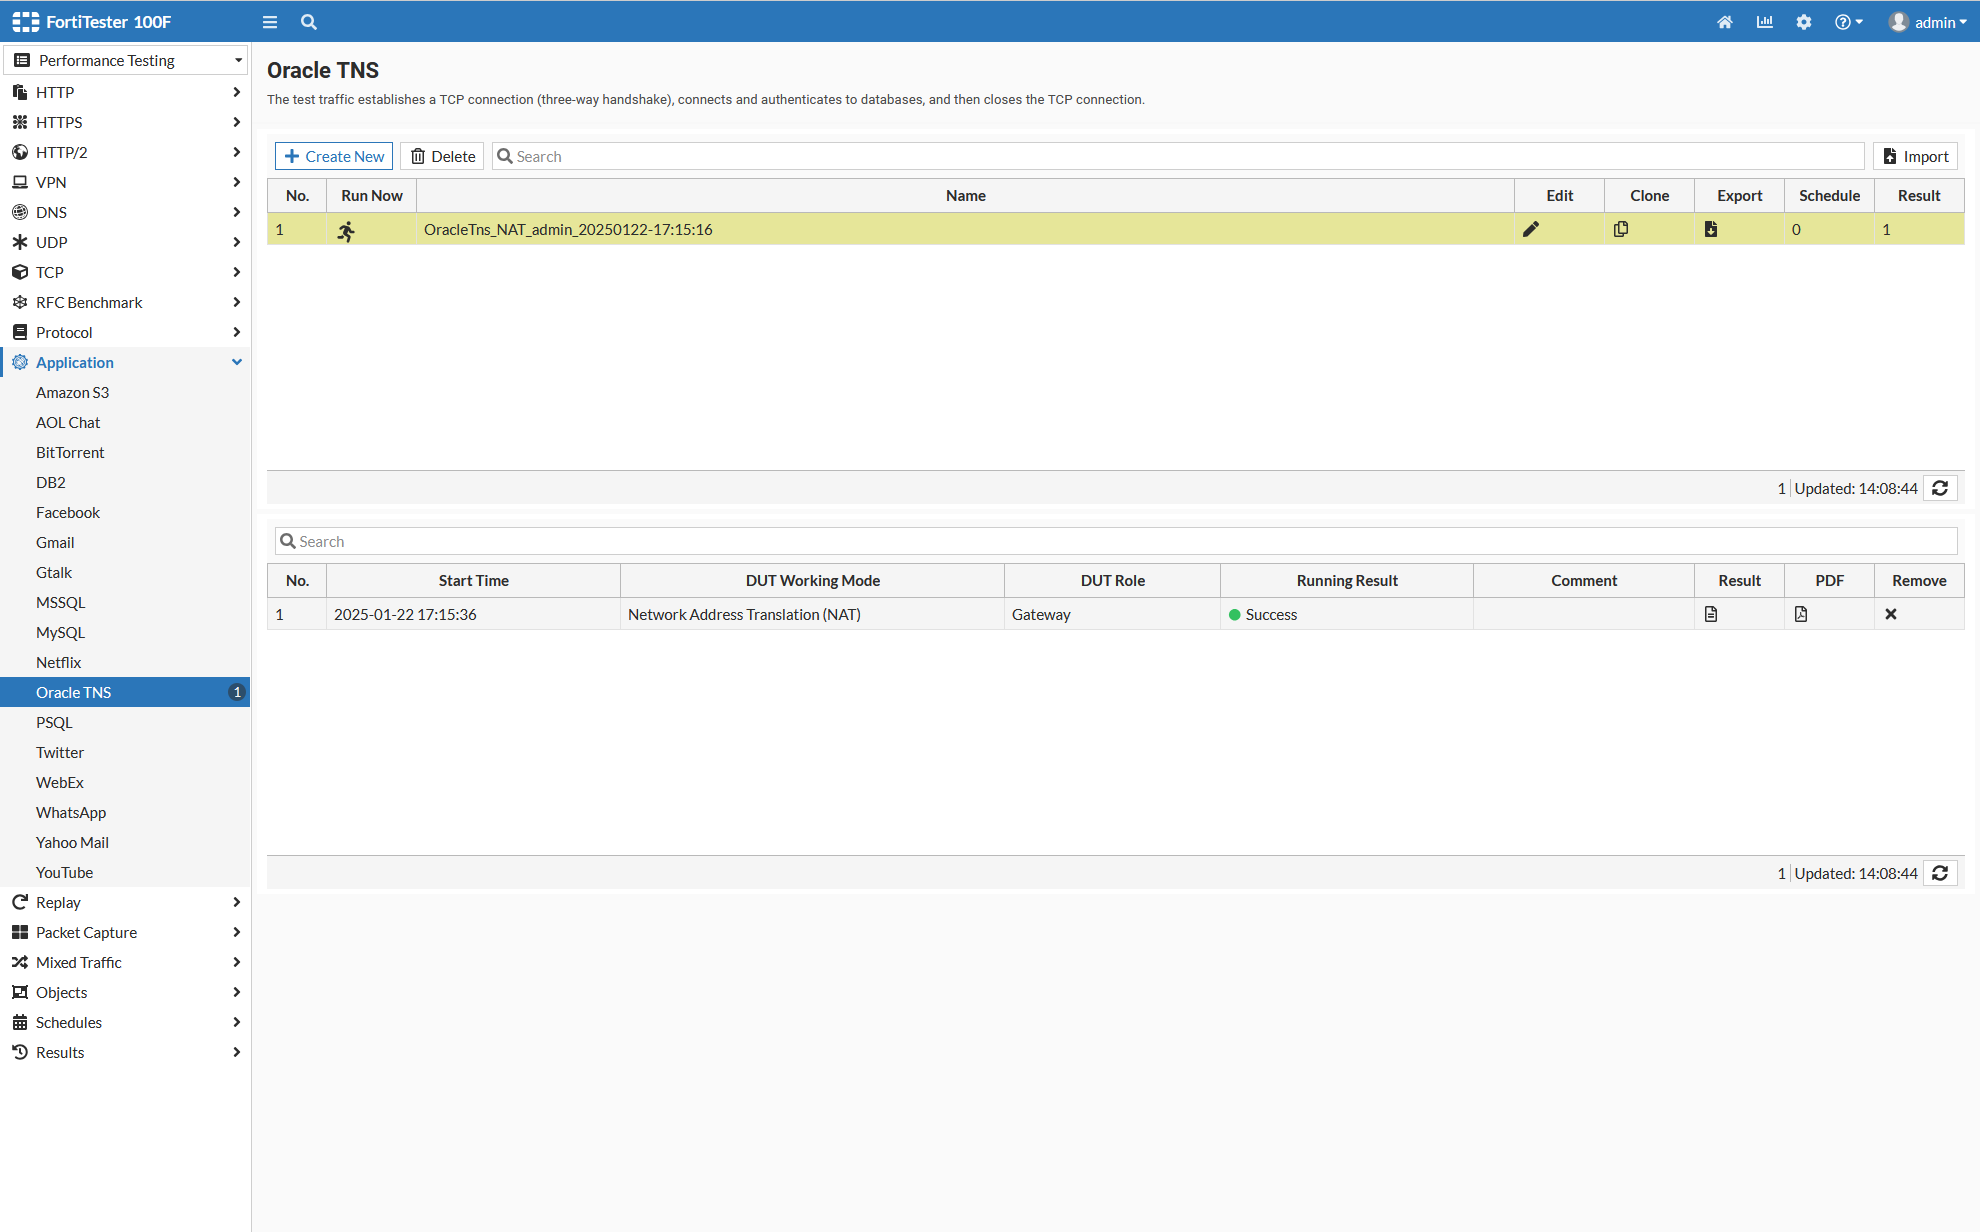 FortiTester 100F
admin
Performance Testing
HTTP
HTTPS
HTTP/2
VPN
DNS
UDP
TCP
RFC Benchmark
Protocol
Application
Amazon S3
AOL Chat
BitTorrent
DB2
Facebook
Gmail
Gtalk
MSSQL
MySQL
Netflix
Oracle TNS 1
PSQL
Twitter
WebEx
WhatsApp
Yahoo Mail
YouTube
Replay
Packet Capture
Mixed Traffic
Objects
Schedules
Results
Oracle TNS
The test traffic establishes a TCP connection (three-way handshake), connects and authenticates to databases, and then closes the TCP connection.
Create New Delete Search Import
No. Run Now Name Edit Clone Export Schedule Result
1 OracleTns_NAT_admin_20250122-17:15:16 0 1
1 Updated: 14:08:44
Search
No. Start Time DUT Working Mode DUT Role Running Result Comment Result PDF Remove
1 2025-01-22 17:15:36 Network Address Translation (NAT) Gateway Success
1 Updated: 14:08:44